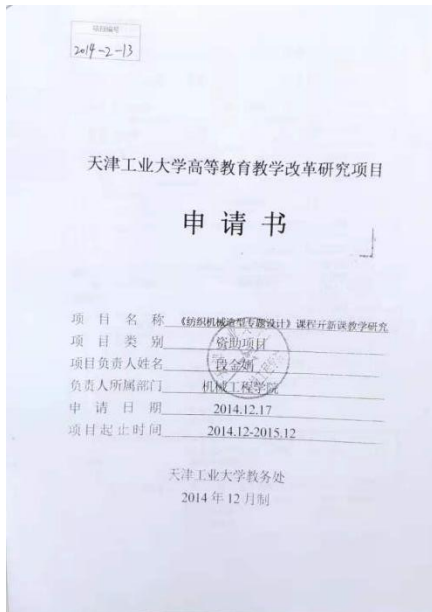 项目编号
2014-2-13
天津工业大学高等教育教学改革研究项目
申请书
项目名称 《纺织机械造型专题设计》课程开新课教学研究
项目类别 资助项目
项目负责人姓名 段金娟
负责人所属部门 机械工程学院
申请日期 2014.12.17
项目起止时间 2014.12-2015.12
天津工业大学教务处
2014年12月制